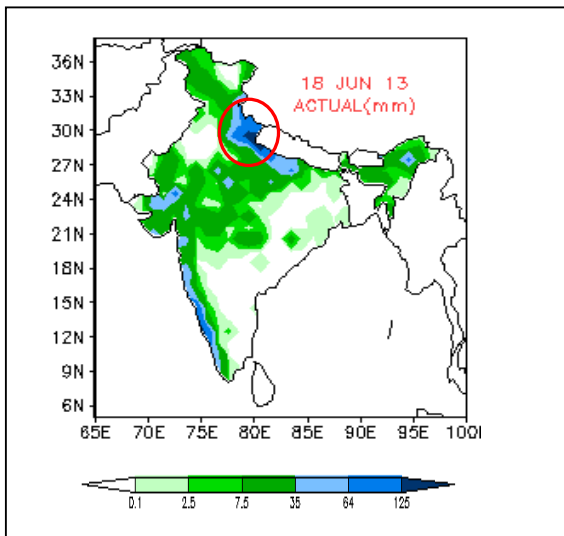 36N
33N
30N
27N
24N
21N
18N
15N
12N
9N
6N
18 JUN 13
ACTUAL(mm)
65E 70E 75E 80E 85E 90E 95E 100E
0.1 2.5 7.5 35 64 125